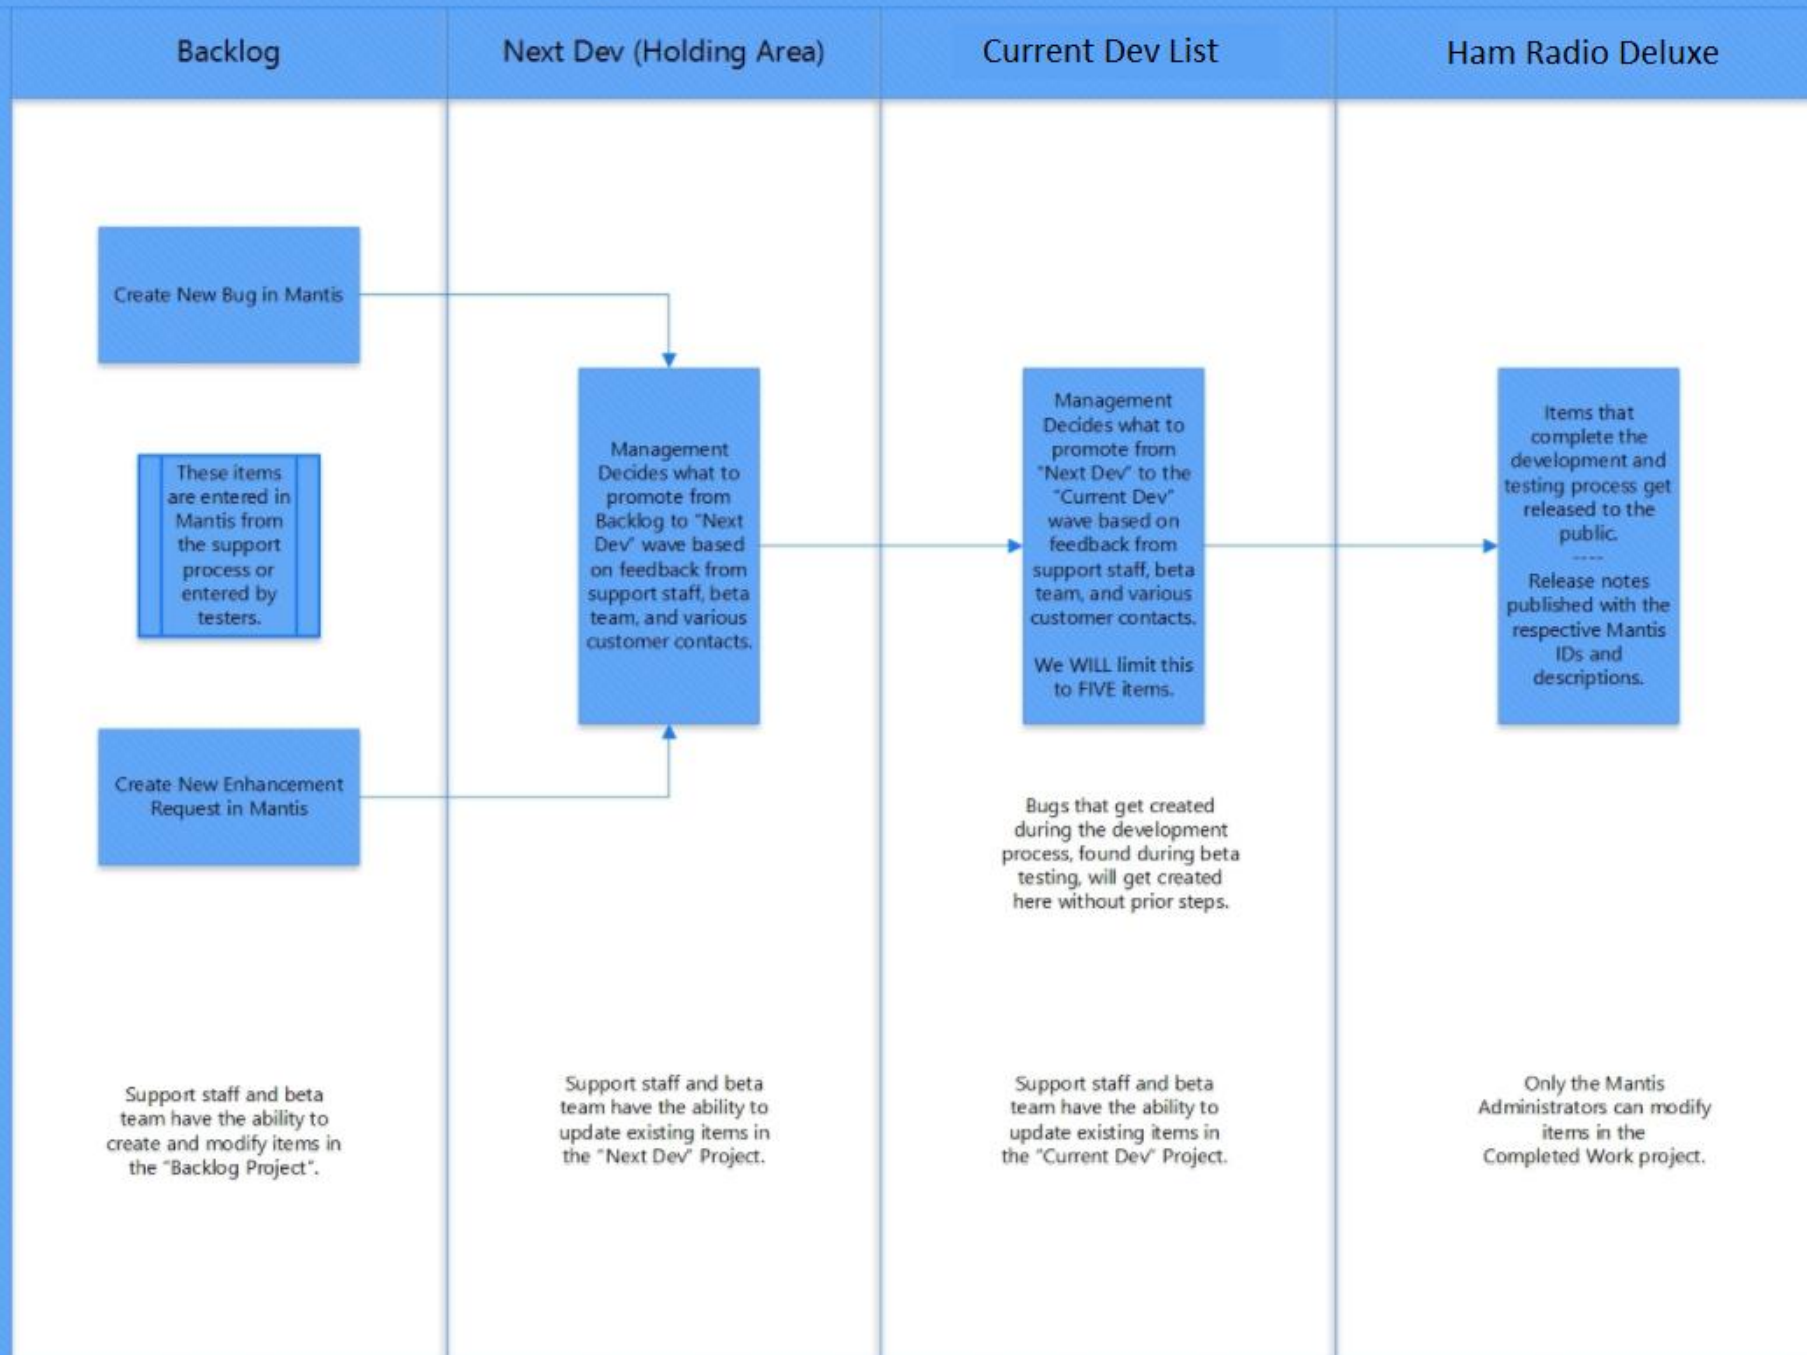 Backlog
Next Dev (Holding Area)
Current Dev List
Ham Radio Deluxe
Create New Bug in Mantis
These items
are entered in
Mantis from
the support
process or
entered by
testers.
Create New Enhancement
Request in Mantis
Support staff and beta
team have the ability to
create and modify items in
the "Backlog Project".
Management
Decides what to
promote from
Backlog to "Next
Dev" wave based
on feedback from
support staff, beta
team, and various
customer contacts.
Support staff and beta
team have the ability to
update existing items in
the "Next Dev" Project.
Management
Decides what to
promote from
"Next Dev" to the
"Current Dev"
wave based on
feedback from
support staff, beta
team, and various
customer contacts.
We WILL limit this
to FIVE items.
Bugs that get created
during the development
process, found during beta
testing, will get created
here without prior steps.
Support staff and beta
team have the ability to
update existing items in
the "Current Dev" Project.
Items that
complete the
development and
testing process get
released to the
public.
----
Release notes
published with the
respective Mantis
IDs and
descriptions.
Only the Mantis
Administrators can modify
items in the
Completed Work project.